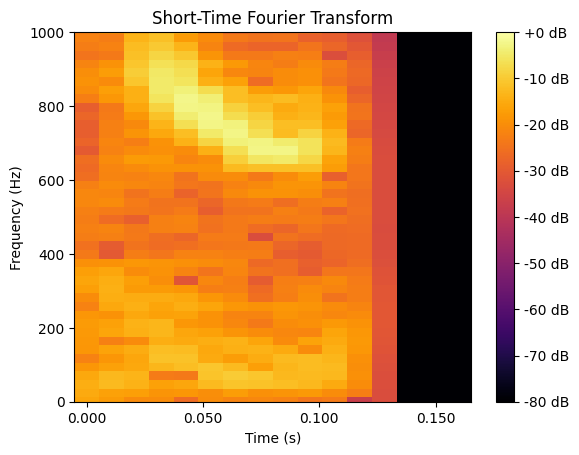 Short-Time Fourier Transform
1000
800
600
400
200
0
Frequency (Hz)
0.000
0.050
0.100
0.150
Time (s)
+0 dB
-10 dB
-20 dB
-30 dB
-40 dB
-50 dB
-60 dB
-70 dB
-80 dB